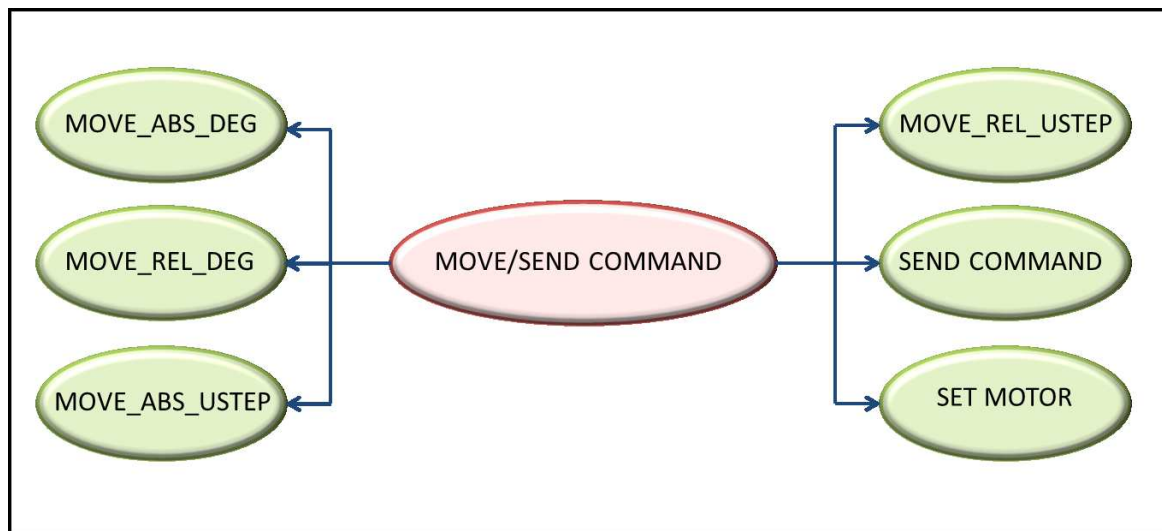 MOVE_ABS_DEG
MOVE_REL_DEG
MOVE_ABS_USTEP
MOVE/SEND COMMAND
MOVE_REL_USTEP
SEND COMMAND
SET MOTOR